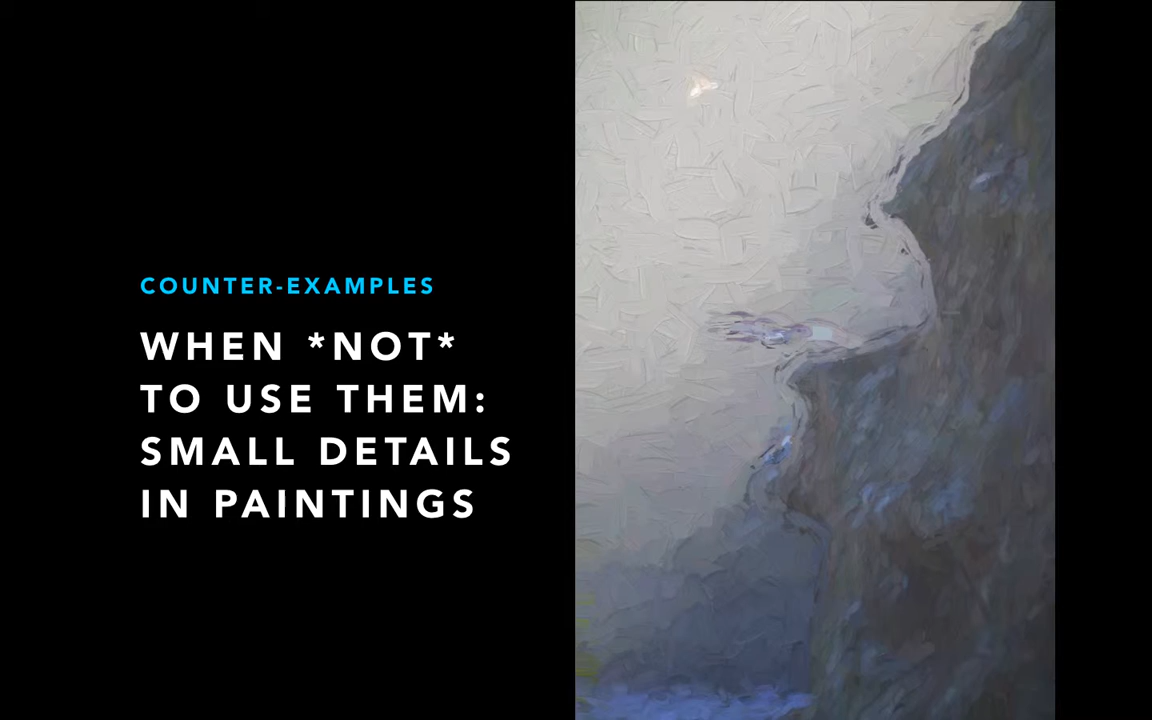 COUNTER-EXAMPLES
WHEN *NOT*
TO USE THEM:
SMALL DETAILS
IN PAINTINGS